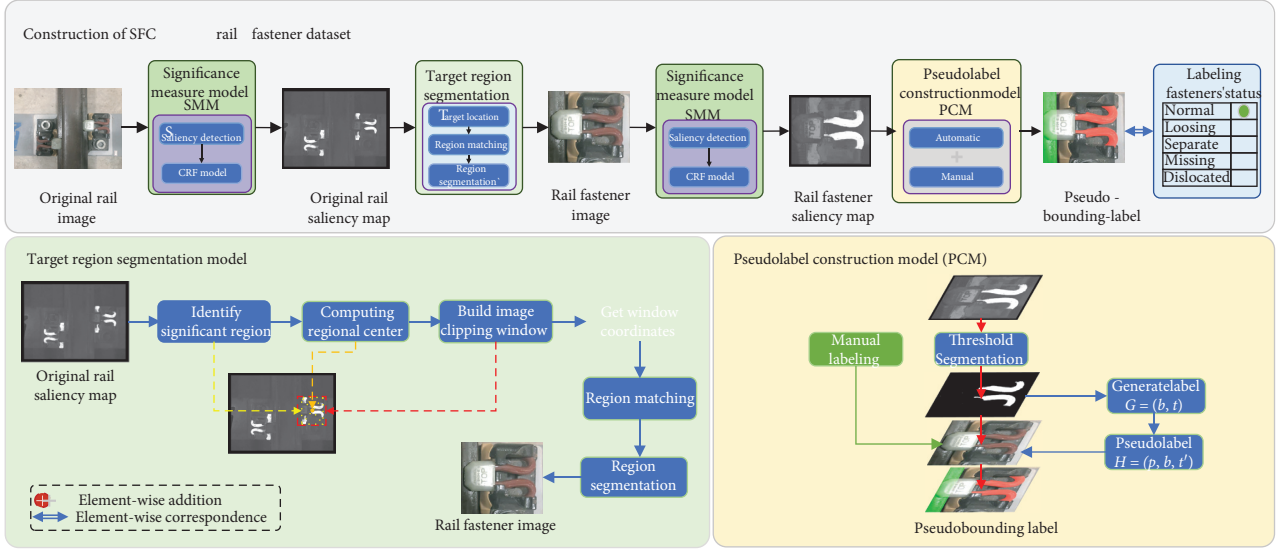 Construction of SFC rail fastener dataset
Original rail
image
Significance
measure model
SMM
Saliency detection
CRF model
Original rail
saliency map
Target region
segmentation
Target location
Region matching
Region
segmentation`
Rail fastener
image
Significance
measure model
SMM
Saliency detection
CRF model
Rail fastener
saliency map
Pseudolabel
constructionmodel
PCM
Automatic
Manual
Pseudo -
bounding-label
Labeling
fasteners'status
Normal
Loosing
Separate
Missing
Dislocated
Target region segmentation model
Original rail
saliency map
Identify
significant region
Computing
regional center
Build image
clipping window
Get window
coordinates
Region matching
Region
segmentation
Rail fastener image
Element-wise addition
Element-wise correspondence
Pseudolabel construction model (PCM)
Manual
labeling
Threshold
Segmentation
Generatelabel
G = (b, t)
Pseudolabel
H = (p, b, t′)
Pseudobounding label